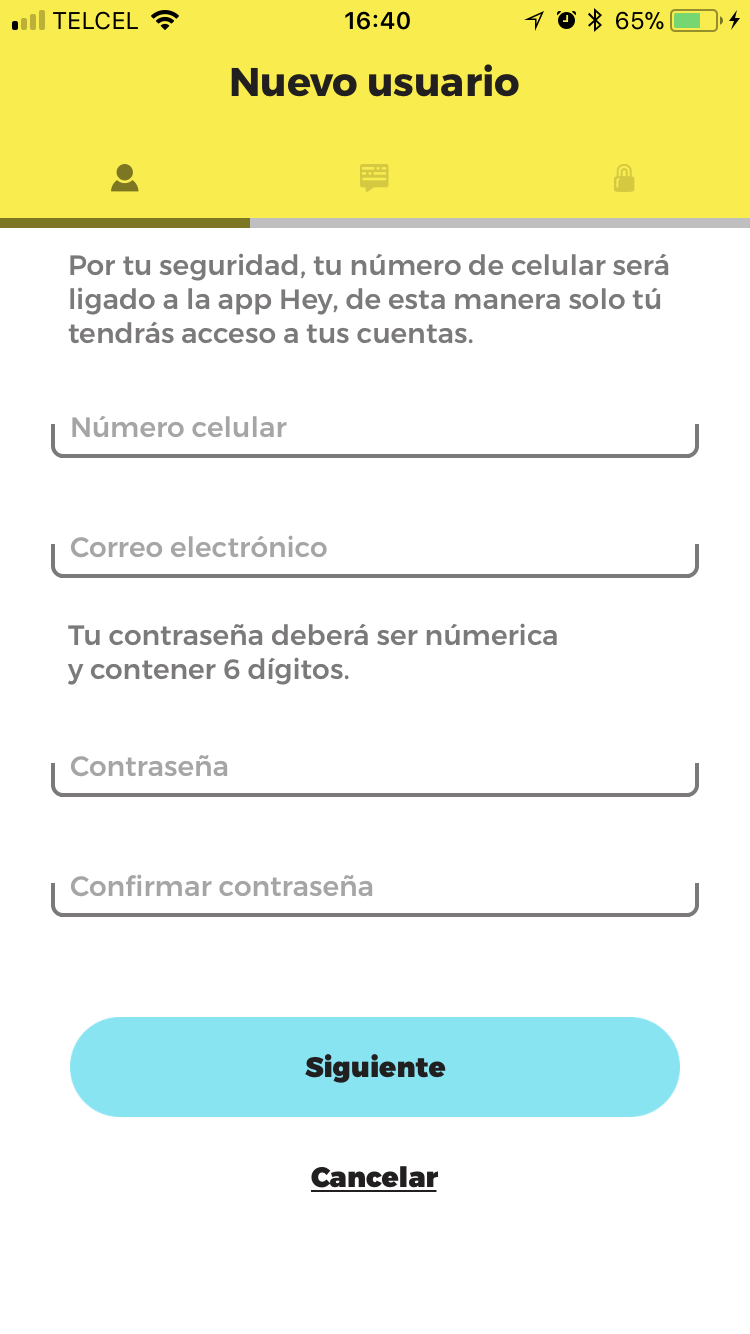 TELCEL 16:40 65%
Nuevo usuario
Por tu seguridad, tu número de celular será
ligado a la app Hey, de esta manera solo tú
tendrás acceso a tus cuentas.
Número celular
Correo electrónico
Tu contraseña deberá ser númerica
y contener 6 dígitos.
Contraseña
Confirmar contraseña
Siguiente
Cancelar